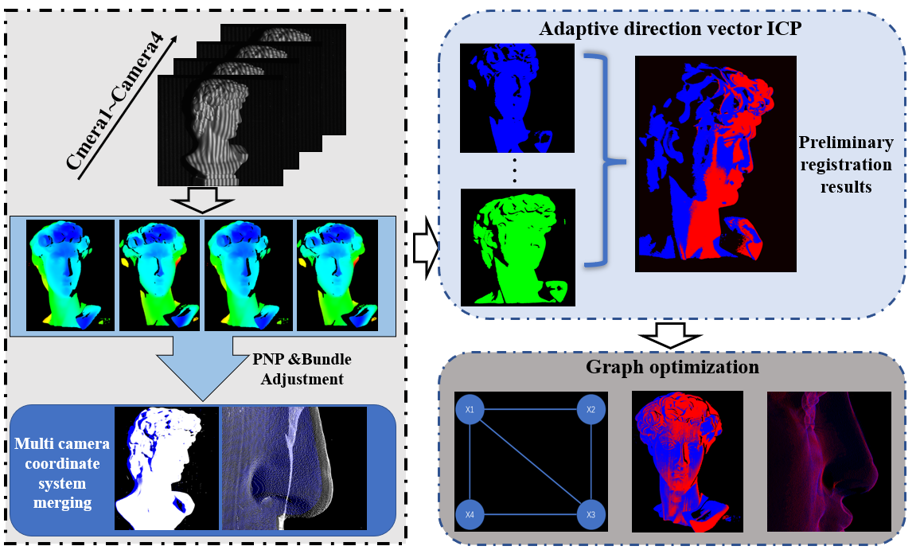 Cmera1~Camera4
PNP &Bundle
Adjustment
Multi camera
coordinate
system
merging
Adaptive direction vector ICP
Preliminary
registration
results
Graph optimization
X1
X2
X4
X3